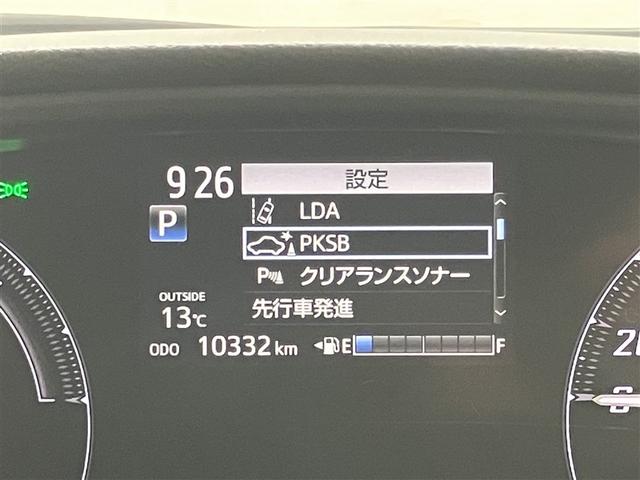 9:26
設定
LDA
P
PKSB
P クリアランスソナー
先行車発進
OUTSIDE
13℃
ODO 10332 km
E F